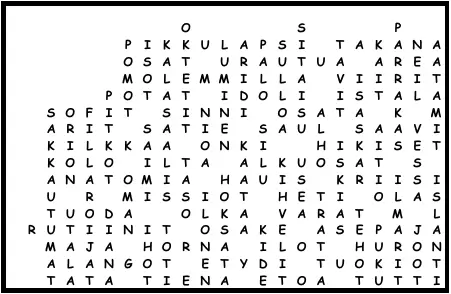 O S P
PIKKULAPSI TAKANA
OSAT URAUTUA AREA
MOLEMMILLA VIIRIT
POTAT IDOLI ISTALA
SOFIT SINNI OSATA K M
ARIT SATIE SAUL SAAVI
KILKKAA ONKI HIKISET
KOLO ILTA ALKUOSAT S
ANATOMIA HAUIS KRIISI
U R MISSIOT HETI OLAS
TUODA OLKA VARAT M L
RUTIINIT OSAKE ASEPAJA
MAJA HORNA ILOT HURON
ALANGOT ETYDI TUOKIOT
TATA TIENA ETOA TUTTI